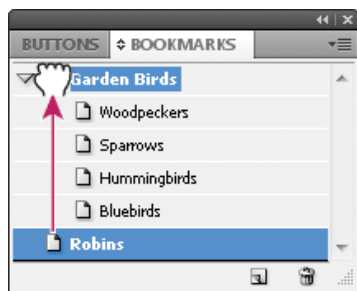 BUTTONS BOOKMARKS
Garden Birds
Woodpeckers
Sparrows
Hummingbirds
Bluebirds
Robins